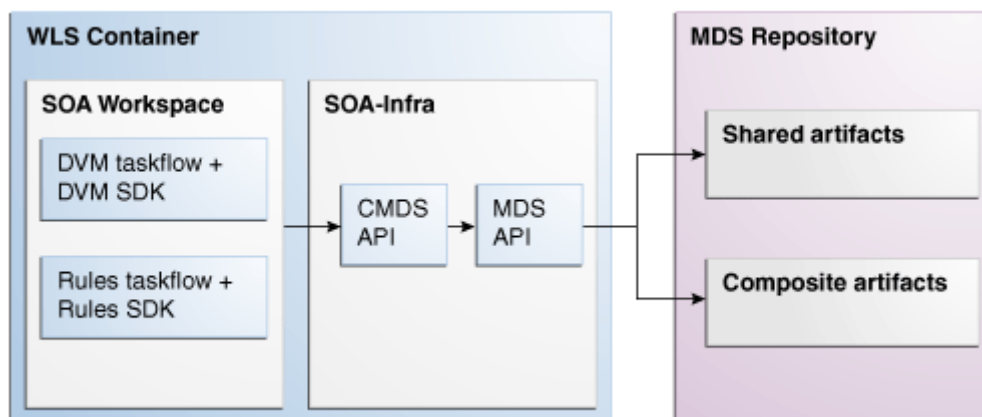 WLS Container
SOA Workspace
DVM taskflow +
DVM SDK
Rules taskflow +
Rules SDK
SOA-Infra
CMDS
API
MDS
API
MDS Repository
Shared artifacts
Composite artifacts